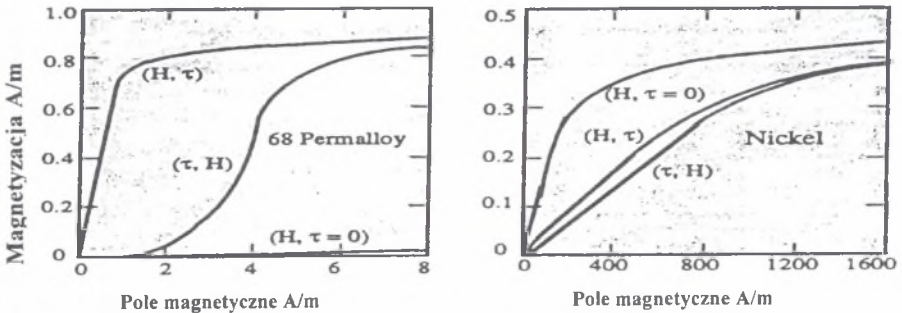 Magnetyzacja A/m
1.0
0.8
0.6
0.4
0.2
0
(H, τ)
68 Permalloy
(τ, H)
(H, τ = 0)
0 2 4 6 8
Pole magnetyczne A/m
0.5
0.4
0.3
0.2
0.1
0
(H, τ = 0)
(H, τ)
Nickel
(τ, H)
0 400 800 1200 1600
Pole magnetyczne A/m